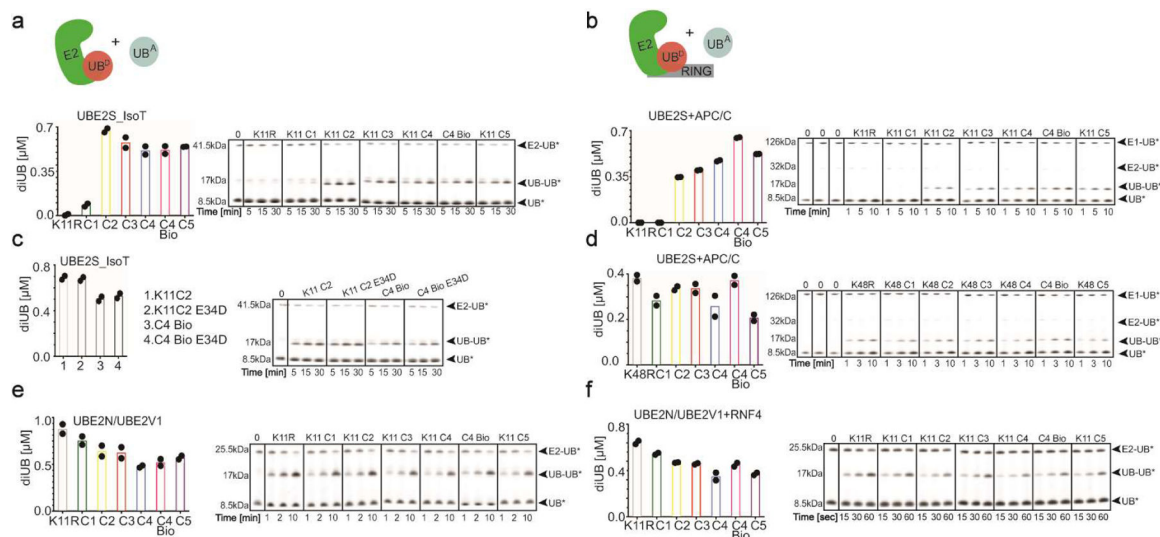 a
E2
UBᴰ
+
UBᴬ
UBE2S_IsoT
diUB [µM]
0.7
0.35
0.0
K11R C1 C2 C3 C4 C4 Bio C5
0 K11R K11 C1 K11 C2 K11 C3 K11 C4 C4 Bio K11 C5
41.5kDa
17kDa
8.5kDa
E2-UB*
UB-UB*
UB*
Time [min] 5 15 30 5 15 30 5 15 30 5 15 30 5 15 30 5 15 30 5 15 30
b
E2
UBᴰ
RING
+
UBᴬ
UBE2S+APC/C
diUB [µM]
0.7
0.35
0.0
K11R C1 C2 C3 C4 C4 Bio C5
0 0 0 K11R K11 C1 K11 C2 K11 C3 K11 C4 C4 Bio K11 C5
126kDa
32kDa
17kDa
8.5kDa
E1-UB*
E2-UB*
UB-UB*
UB*
Time [min] 1 5 10 1 5 10 1 5 10 1 5 10 1 5 10 1 5 10 1 5 10
c
UBE2S_IsoT
diUB [µM]
0.8
0.4
0.0
1 2 3 4
1.K11C2
2.K11C2 E34D
3.C4 Bio
4.C4 Bio E34D
0 K11 C2 K11 C2 E34D C4 Bio C4 Bio E34D
41.5kDa
17kDa
8.5kDa
E2-UB*
UB-UB*
UB*
Time [min] 5 15 30 5 15 30 5 15 30 5 15 30
d
UBE2S+APC/C
diUB [µM]
0.4
0.2
0.0
K48R C1 C2 C3 C4 C4 Bio C5
0 0 0 K48R K48 C1 K48 C2 K48 C3 K48 C4 C4 Bio K48 C5
126kDa
32kDa
17kDa
8.5kDa
E1-UB*
E2-UB*
UB-UB*
UB*
Time [min] 1 3 10 1 3 10 1 3 10 1 3 10 1 3 10 1 3 10 1 3 10
e
UBE2N/UBE2V1
diUB [µM]
1.0
0.5
0.0
K11R C1 C2 C3 C4 C4 Bio C5
0 K11R K11 C1 K11 C2 K11 C3 K11 C4 C4 Bio K11 C5
25.5kDa
17kDa
8.5kDa
E2-UB*
UB-UB*
UB*
Time [min] 1 2 10 1 2 10 1 2 10 1 2 10 1 2 10 1 2 10 1 2 10
f
UBE2N/UBE2V1+RNF4
diUB [µM]
0.8
0.4
0.0
K11R C1 C2 C3 C4 C4 Bio C5
0 K11R K11 C1 K11 C2 K11 C3 K11 C4 C4 Bio K11 C5
25.5kDa
17kDa
8.5kDa
E2-UB*
UB-UB*
UB*
Time [sec] 15 30 60 15 30 60 15 30 60 15 30 60 15 30 60 15 30 60 15 30 60